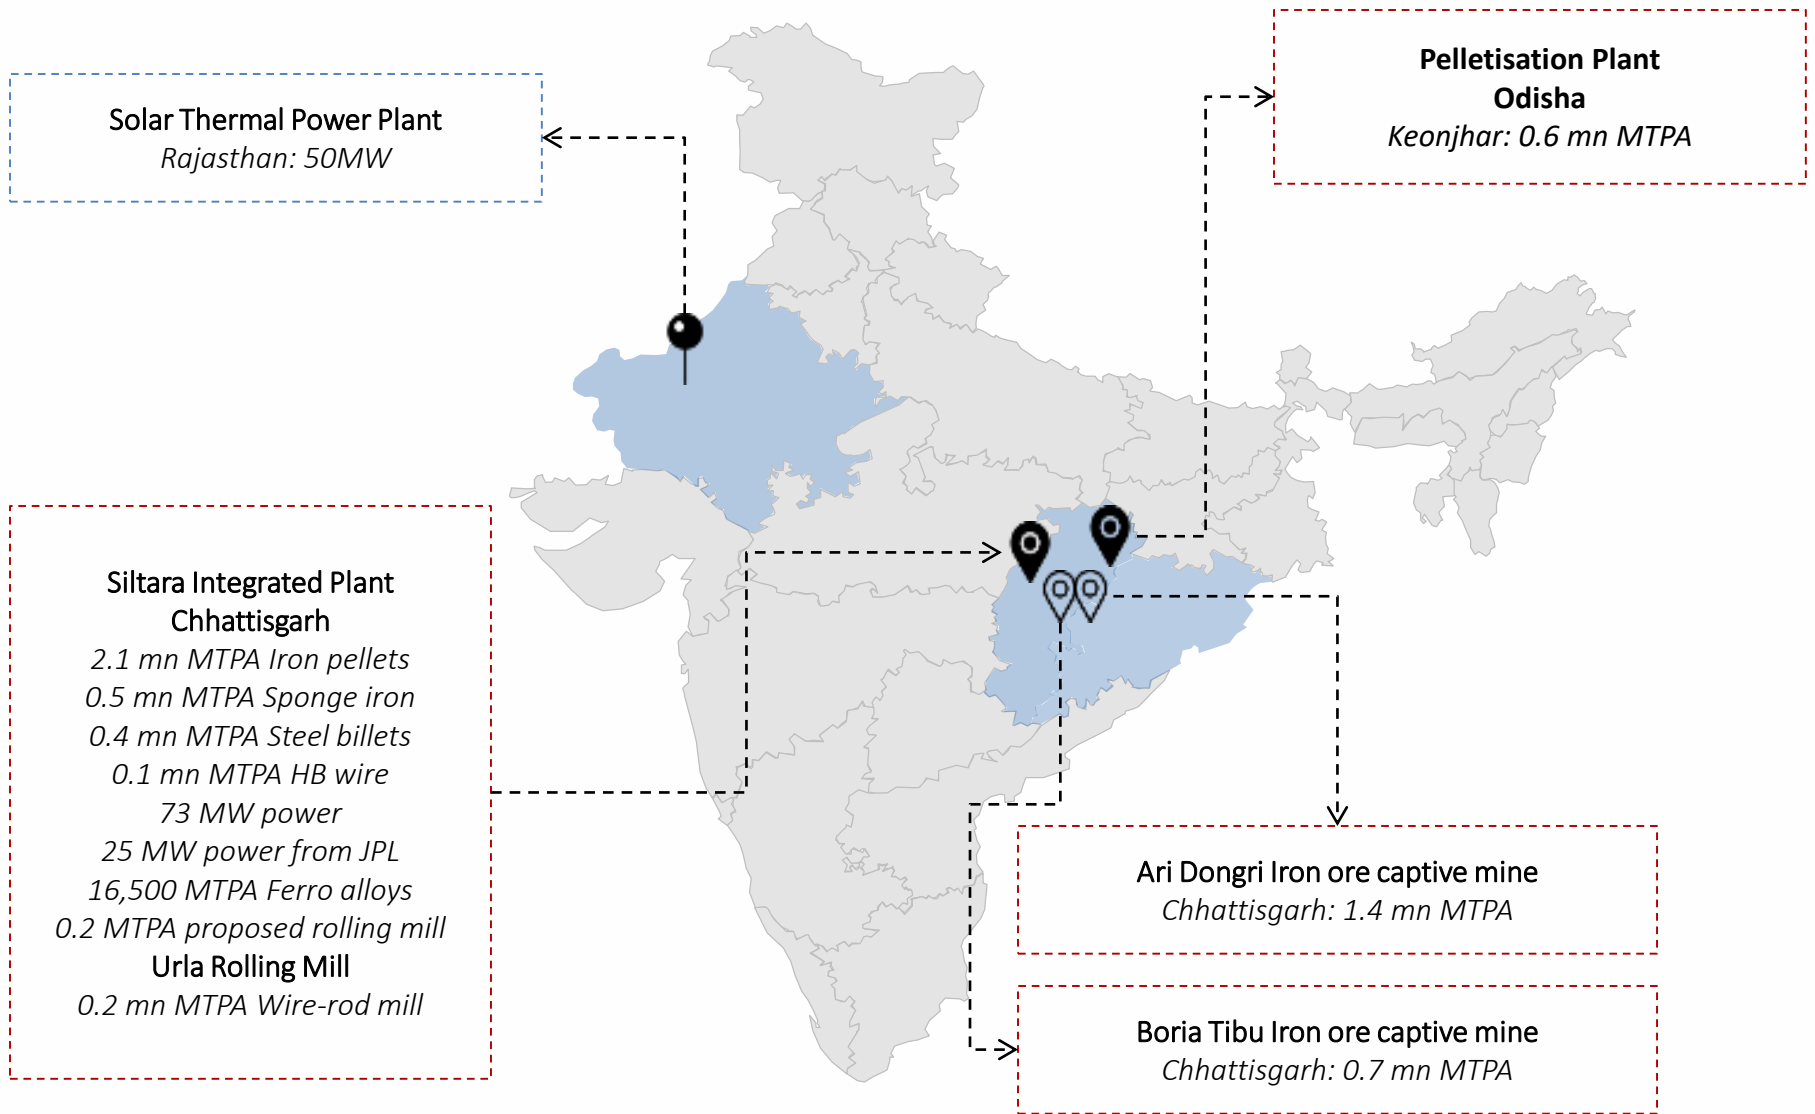 Solar Thermal Power Plant
Rajasthan: 50MW
Pelletisation Plant
Odisha
Keonjhar: 0.6 mn MTPA
Siltara Integrated Plant
Chhattisgarh
2.1 mn MTPA Iron pellets
0.5 mn MTPA Sponge iron
0.4 mn MTPA Steel billets
0.1 mn MTPA HB wire
73 MW power
25 MW power from JPL
16,500 MTPA Ferro alloys
0.2 MTPA proposed rolling mill
Urla Rolling Mill
0.2 mn MTPA Wire-rod mill
Ari Dongri Iron ore captive mine
Chhattisgarh: 1.4 mn MTPA
Boria Tibu Iron ore captive mine
Chhattisgarh: 0.7 mn MTPA